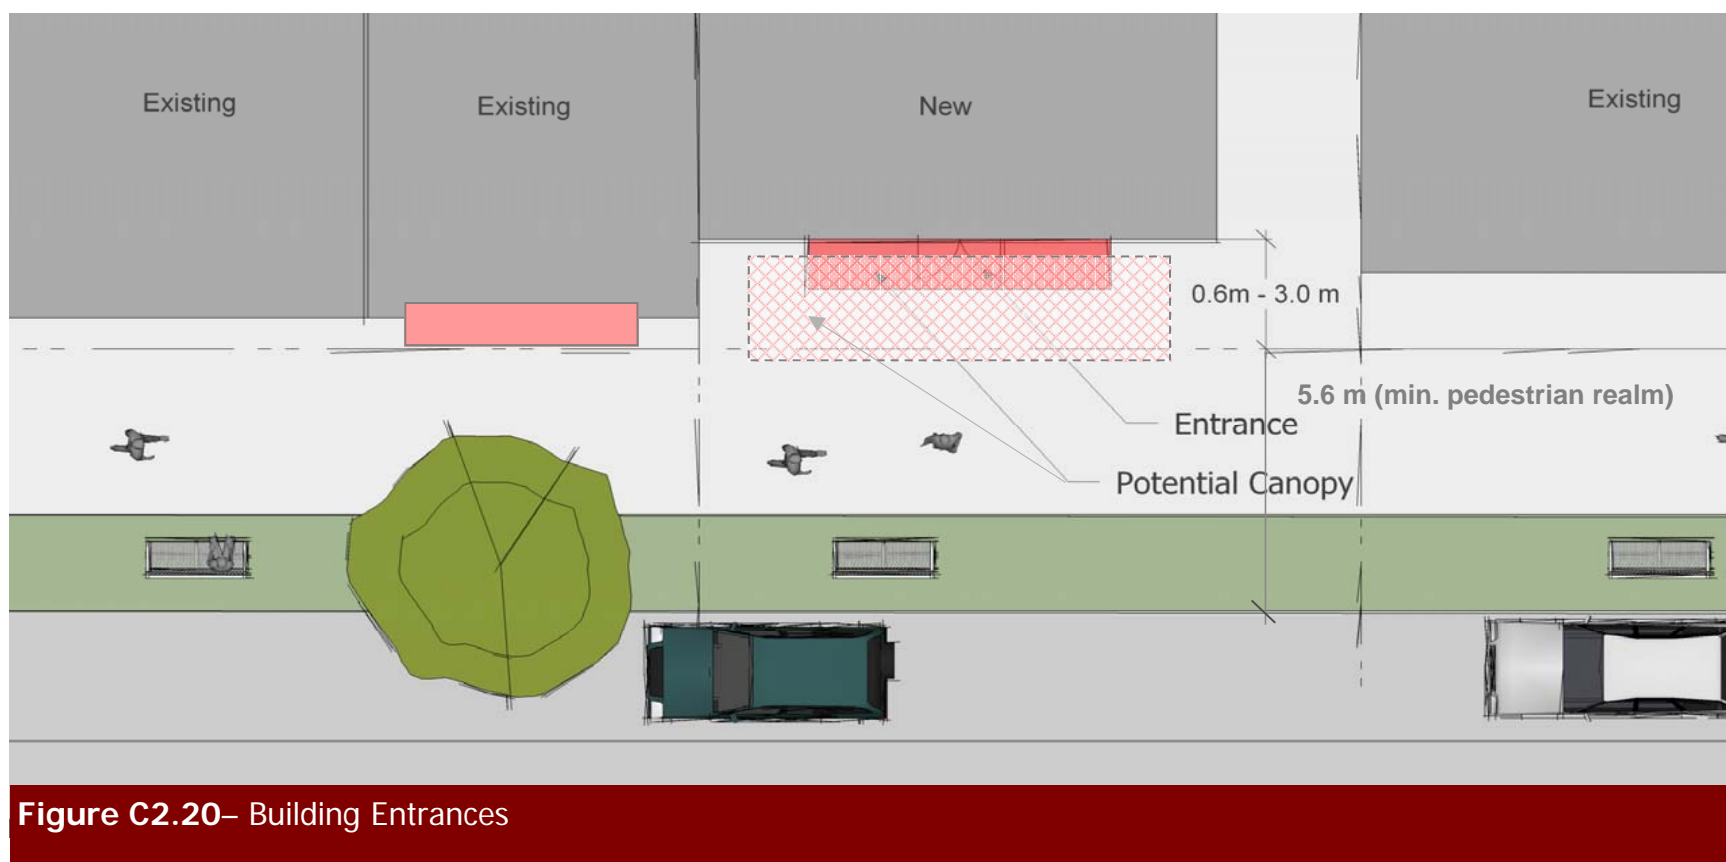 Existing
Existing
New
Existing
0.6m - 3.0 m
5.6 m (min. pedestrian realm)
Entrance
Potential Canopy
Figure C2.20– Building Entrances